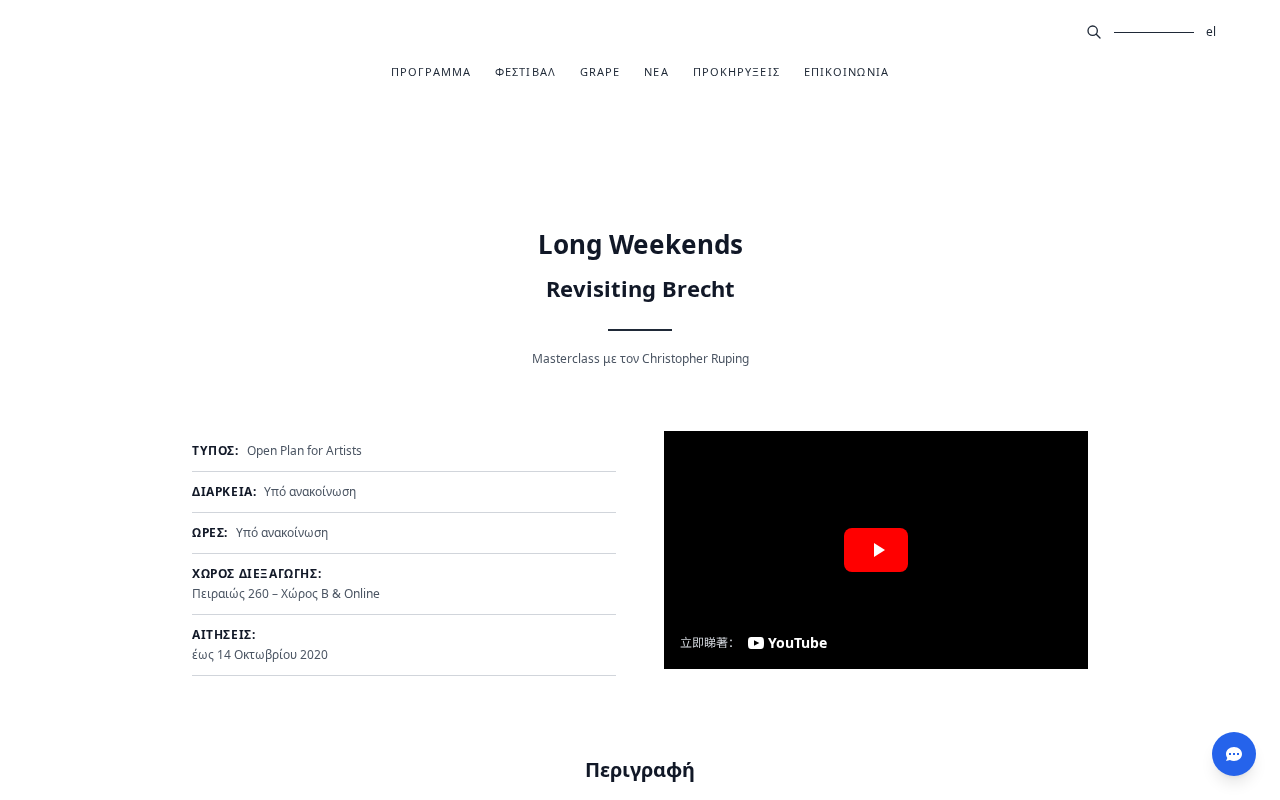 el
ΠΡΟΓΡΑΜΜΑ ΦΕΣΤΙΒΑΛ GRAPE ΝΕΑ ΠΡΟΚΗΡΥΞΕΙΣ ΕΠΙΚΟΙΝΩΝΙΑ
Long Weekends
Revisiting Brecht
Masterclass με τον Christopher Ruping
ΤΥΠΟΣ: Open Plan for Artists
ΔΙΑΡΚΕΙΑ: Υπό ανακοίνωση
ΩΡΕΣ: Υπό ανακοίνωση
ΧΩΡΟΣ ΔΙΕΞΑΓΩΓΗΣ:
Πειραιώς 260 – Χώρος Β & Online
ΑΙΤΗΣΕΙΣ:
έως 14 Οκτωβρίου 2020
立即睇著： YouTube
Περιγραφή